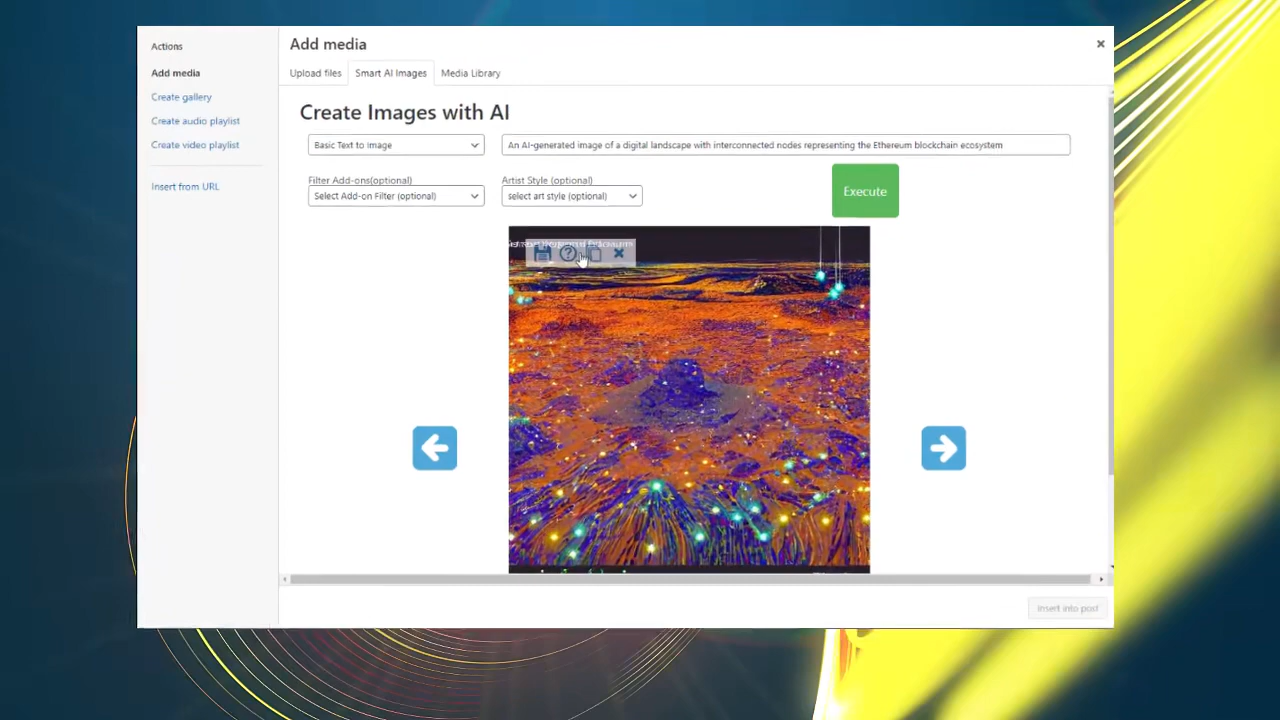 Actions
Add media
Create gallery
Create audio playlist
Create video playlist
Insert from URL
Add media
Upload files
Smart AI Images
Media Library
Create Images with AI
Basic Text to Image
An AI-generated image of a digital landscape with interconnected nodes representing the Ethereum blockchain ecosystem
Filter Add-ons(optional)
Artist Style (optional)
Select Add-on Filter (optional)
select art style (optional)
Execute
Insert into post